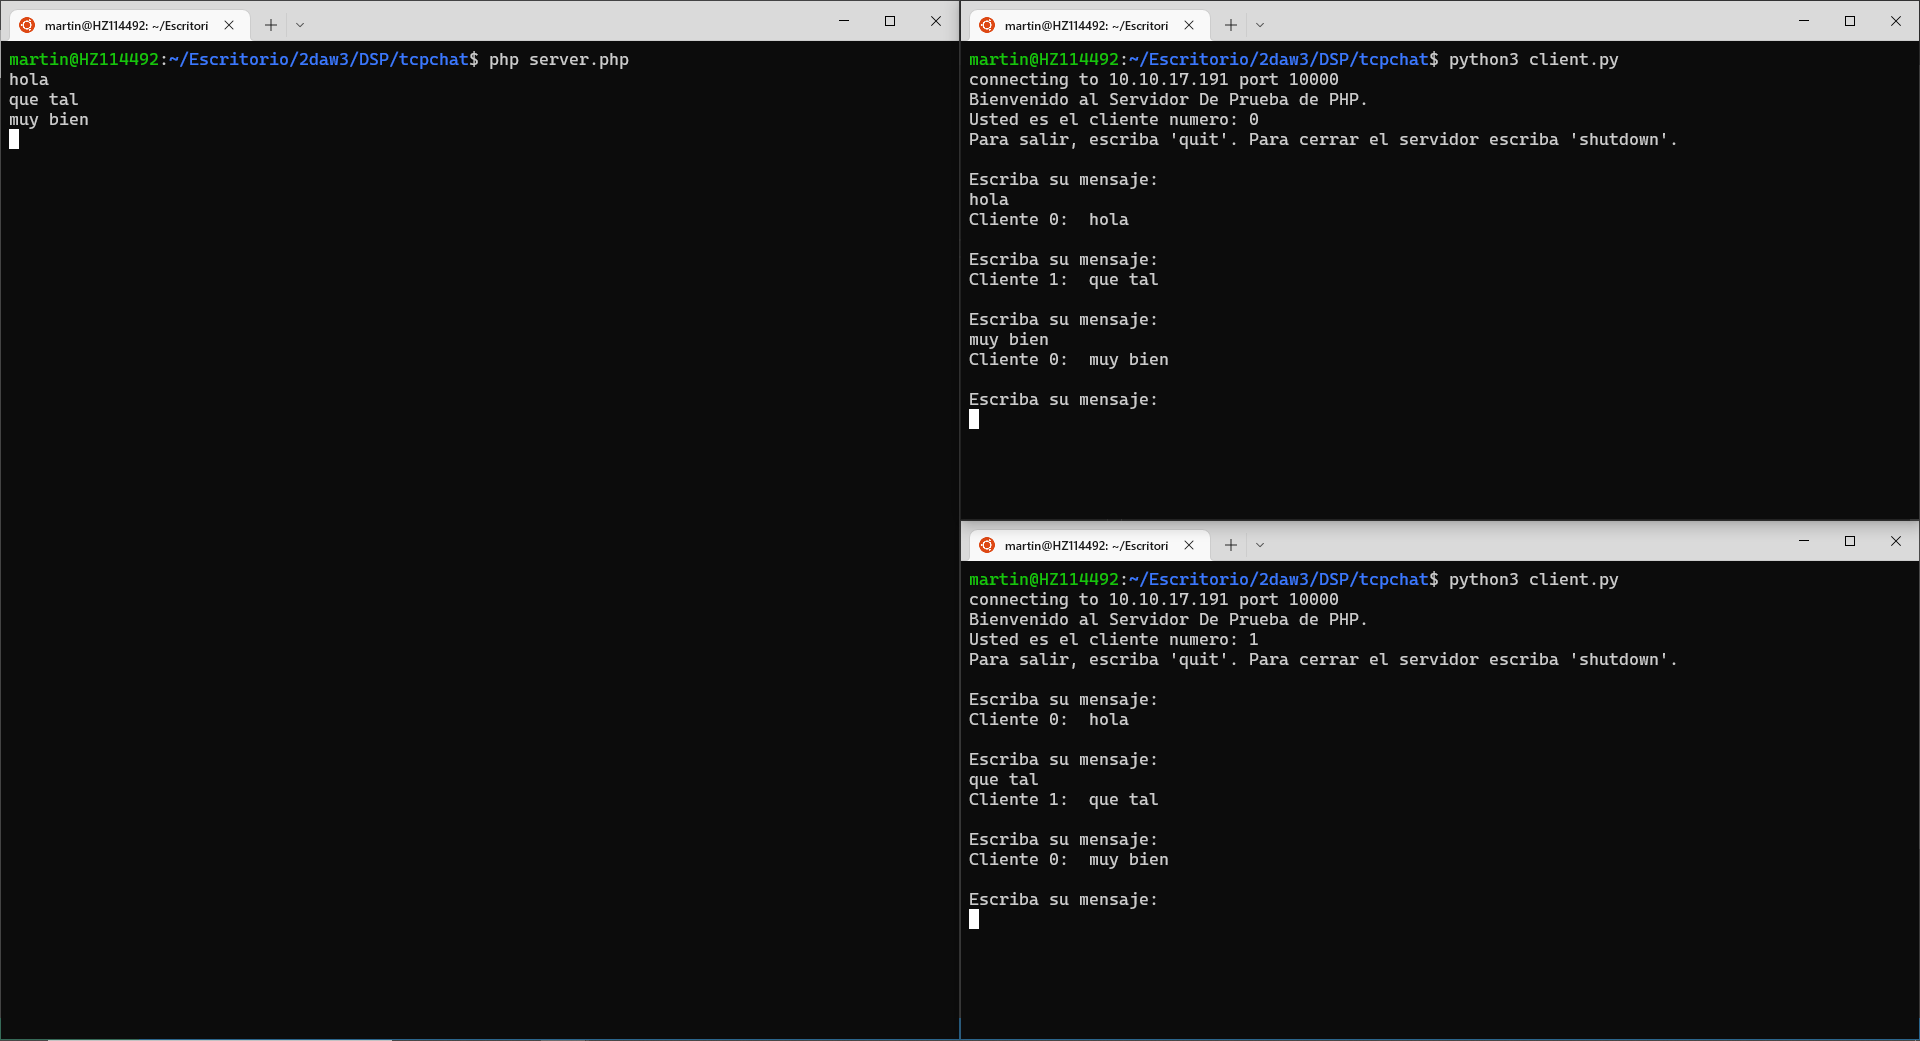 martin@HZ114492: ~/Escritori
martin@HZ114492:~/Escritorio/2daw3/DSP/tcpchat$ php server.php
hola
que tal
muy bien
martin@HZ114492: ~/Escritori
martin@HZ114492:~/Escritorio/2daw3/DSP/tcpchat$ python3 client.py
connecting to 10.10.17.191 port 10000
Bienvenido al Servidor De Prueba de PHP.
Usted es el cliente numero: 0
Para salir, escriba 'quit'. Para cerrar el servidor escriba 'shutdown'.
Escriba su mensaje:
hola
Cliente 0:  hola
Escriba su mensaje:
Cliente 1:  que tal
Escriba su mensaje:
muy bien
Cliente 0:  muy bien
Escriba su mensaje:
martin@HZ114492: ~/Escritori
martin@HZ114492:~/Escritorio/2daw3/DSP/tcpchat$ python3 client.py
connecting to 10.10.17.191 port 10000
Bienvenido al Servidor De Prueba de PHP.
Usted es el cliente numero: 1
Para salir, escriba 'quit'. Para cerrar el servidor escriba 'shutdown'.
Escriba su mensaje:
Cliente 0:  hola
Escriba su mensaje:
que tal
Cliente 1:  que tal
Escriba su mensaje:
Cliente 0:  muy bien
Escriba su mensaje: